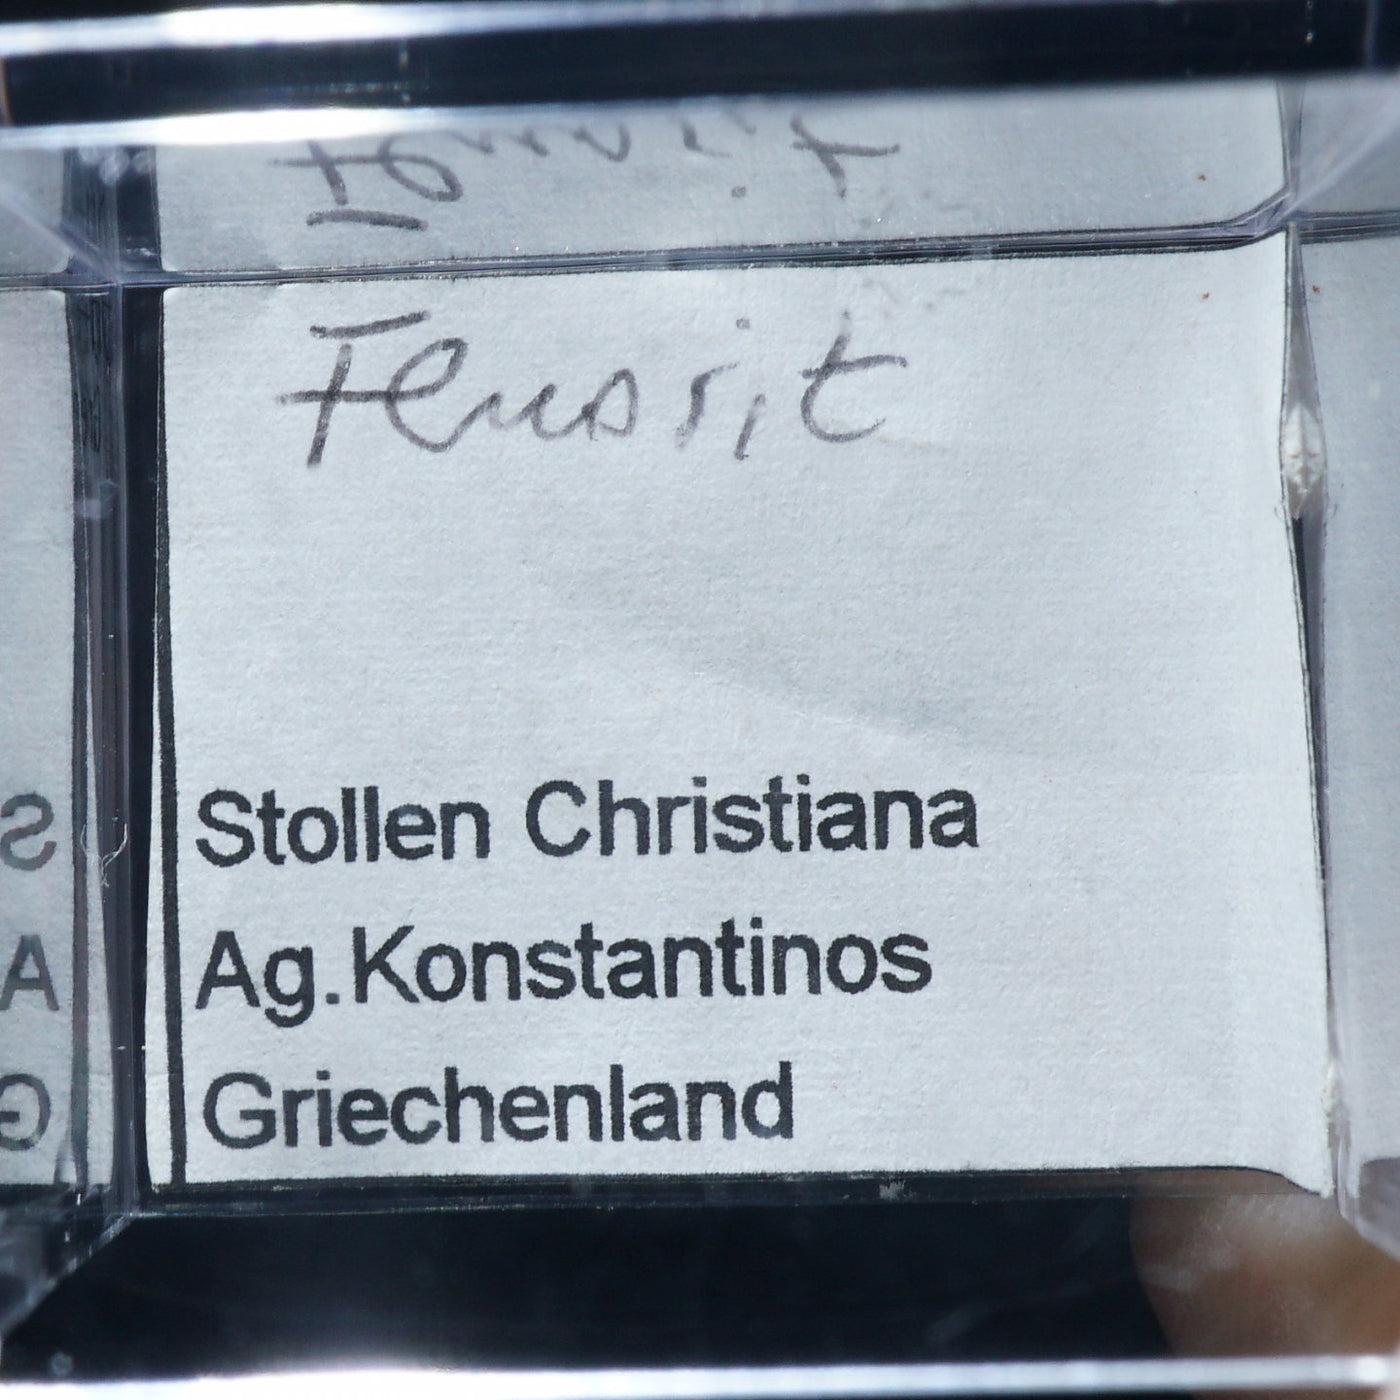 Fluorit
Stollen Christiana
Ag.Konstantinos
Griechenland